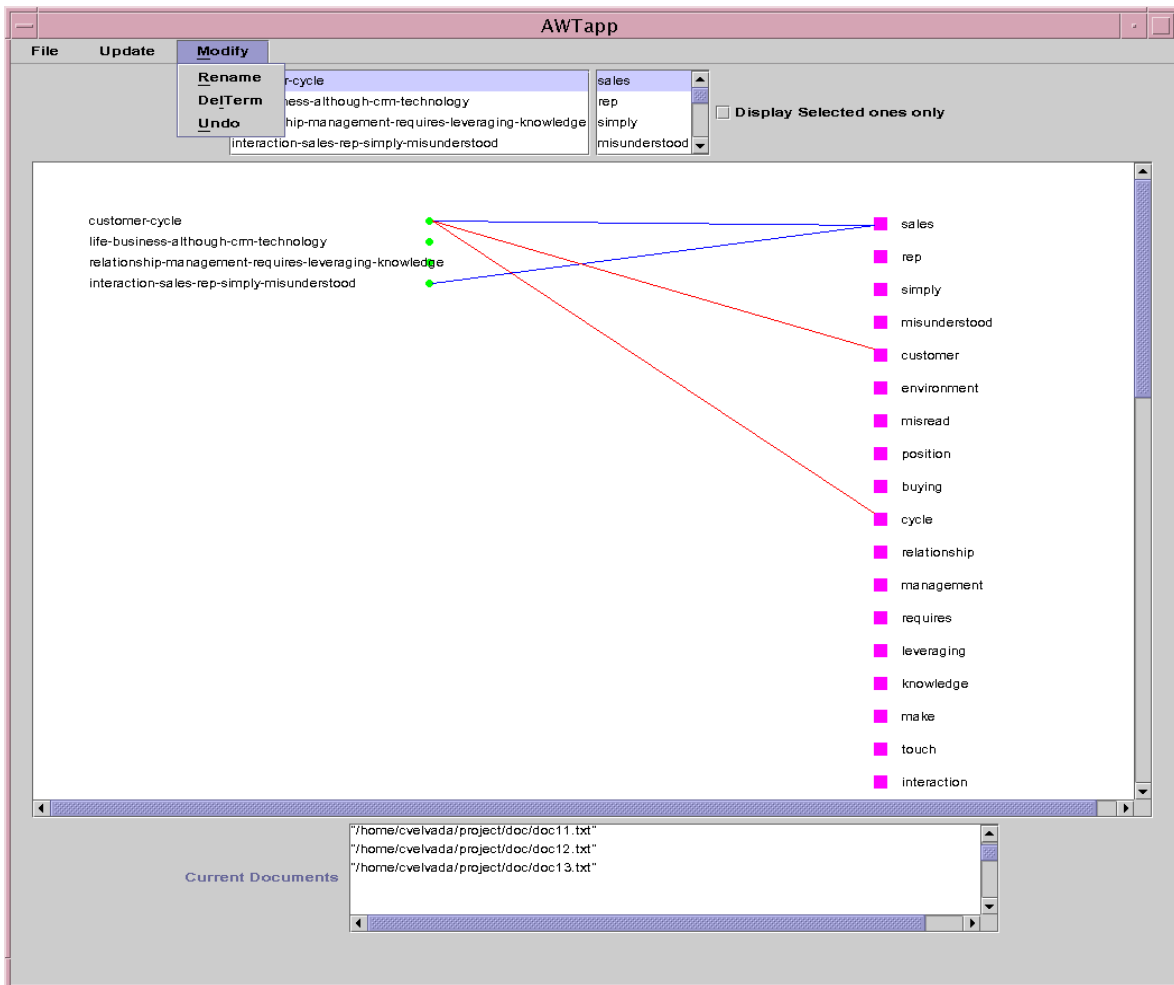 AWTapp
File Update Modify
Rename
DelTerm
Undo
r-cycle
ness-although-crm-technology
hip-management-requires-leveraging-knowledge
interaction-sales-rep-simply-misunderstood
sales
rep
simply
misunderstood
Display Selected ones only
customer-cycle
life-business-although-crm-technology
relationship-management-requires-leveraging-knowledge
interaction-sales-rep-simply-misunderstood
sales
rep
simply
misunderstood
customer
environment
misread
position
buying
cycle
relationship
management
requires
leveraging
knowledge
make
touch
interaction
Current Documents
"/home/cvelvada/project/doc/doc11.txt"
"/home/cvelvada/project/doc/doc12.txt"
"/home/cvelvada/project/doc/doc13.txt"